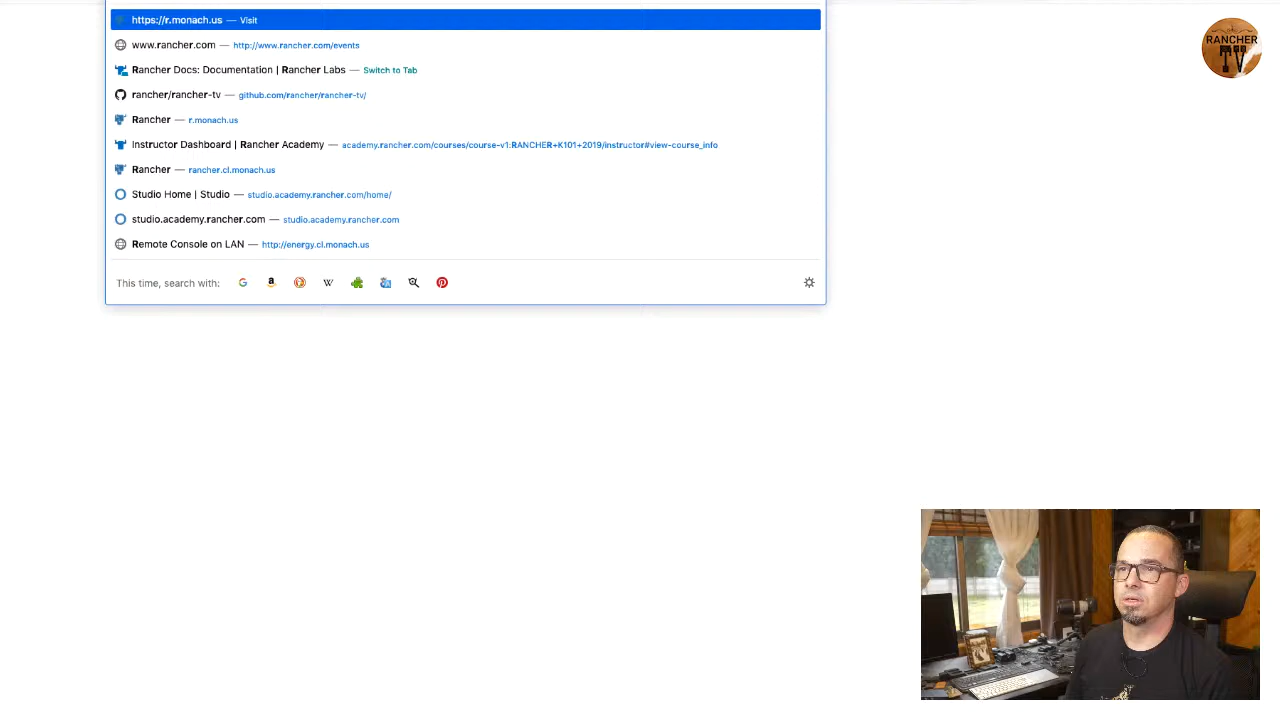 https://r.monach.us — Visit
www.rancher.com — http://www.rancher.com/events
Rancher Docs: Documentation | Rancher Labs — Switch to Tab
rancher/rancher-tv — github.com/rancher/rancher-tv/
Rancher — r.monach.us
Instructor Dashboard | Rancher Academy — academy.rancher.com/courses/course-v1:RANCHER+K101+2019/instructor#view-course_info
Rancher — rancher.cl.monach.us
Studio Home | Studio — studio.academy.rancher.com/home/
studio.academy.rancher.com — studio.academy.rancher.com
Remote Console on LAN — http://energy.cl.monach.us
This time, search with:
RANCHER
TV